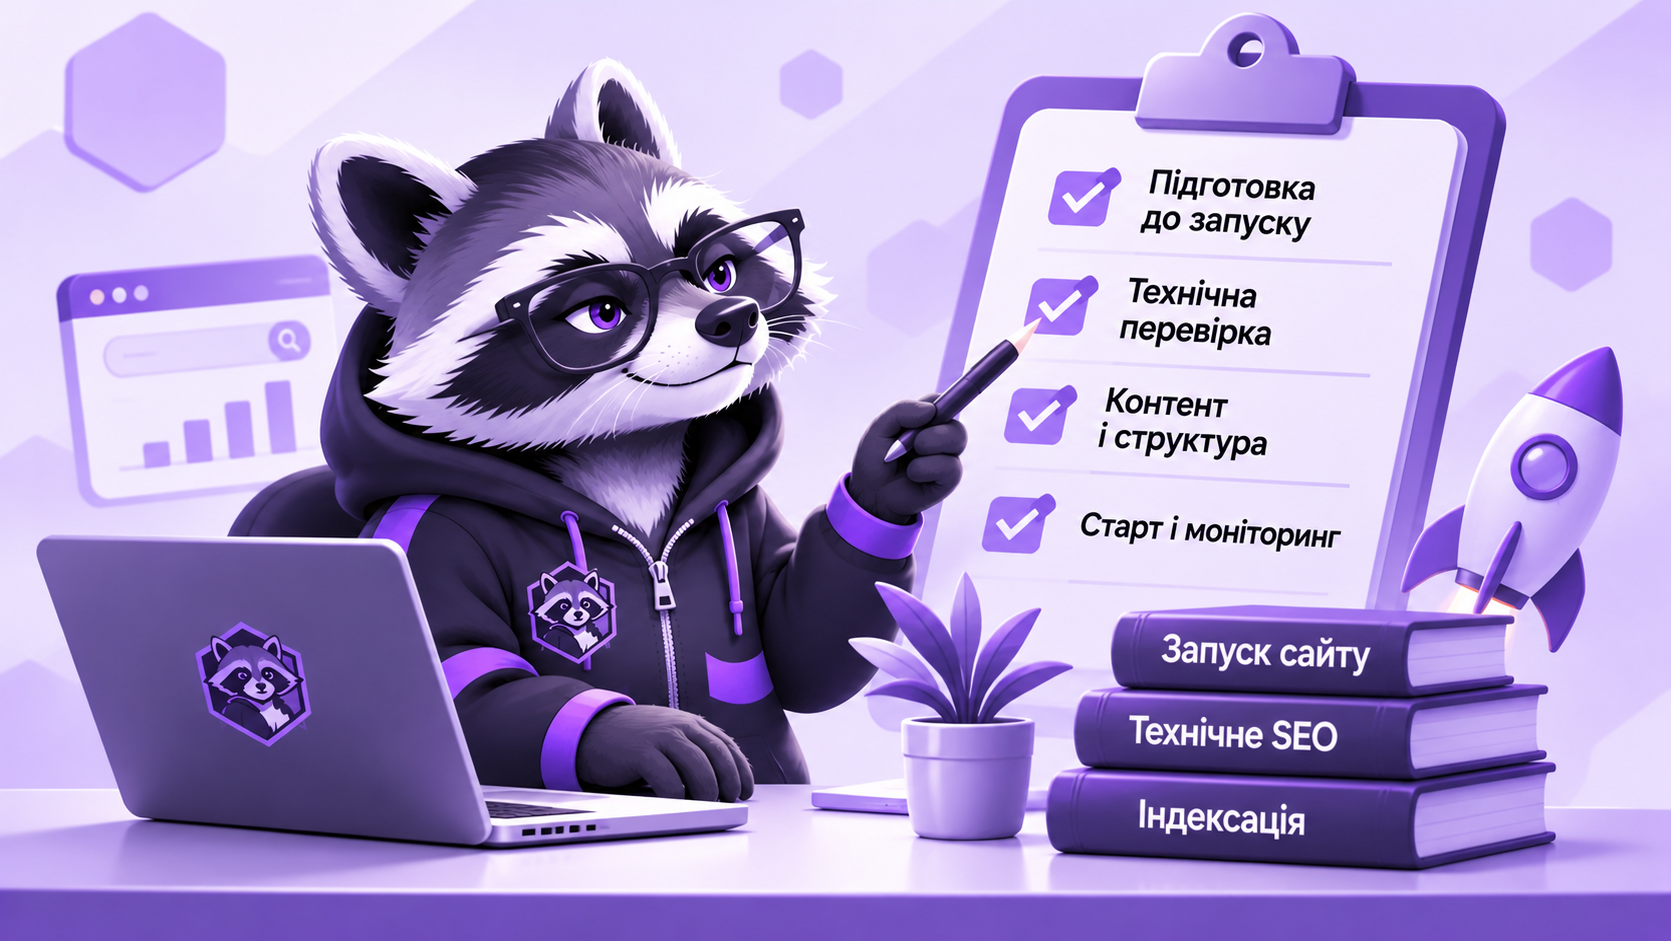 Підготовка
до запуску
Технічна
перевірка
Контент
і структура
Старт і моніторинг
Запуск сайту
Технічне SEO
Індексація